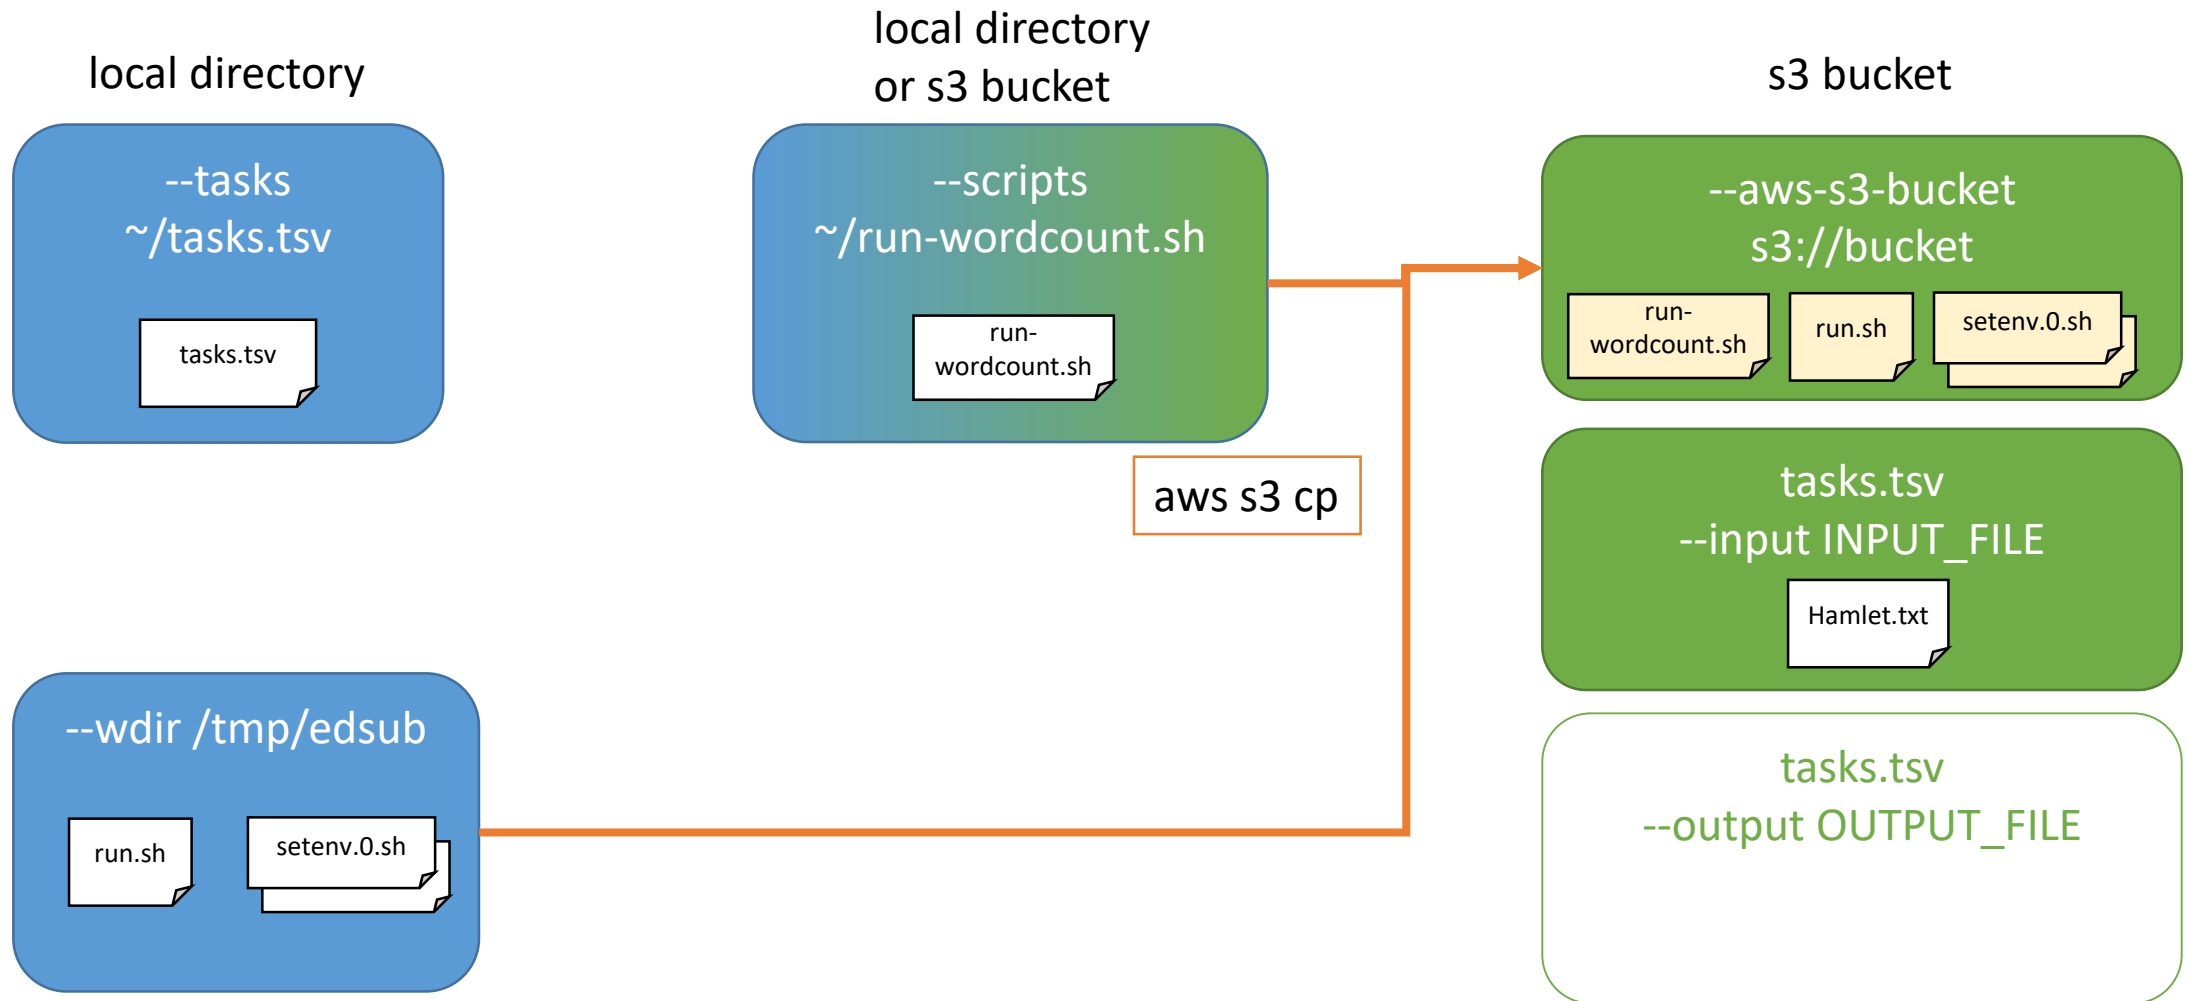 local directory
local directory
or s3 bucket
s3 bucket
--tasks
~/tasks.tsv
tasks.tsv
--scripts
~/run-wordcount.sh
run-
wordcount.sh
aws s3 cp
--aws-s3-bucket
s3://bucket
run-
wordcount.sh
run.sh
setenv.0.sh
tasks.tsv
--input INPUT_FILE
Hamlet.txt
--wdir /tmp/edsub
run.sh
setenv.0.sh
tasks.tsv
--output OUTPUT_FILE